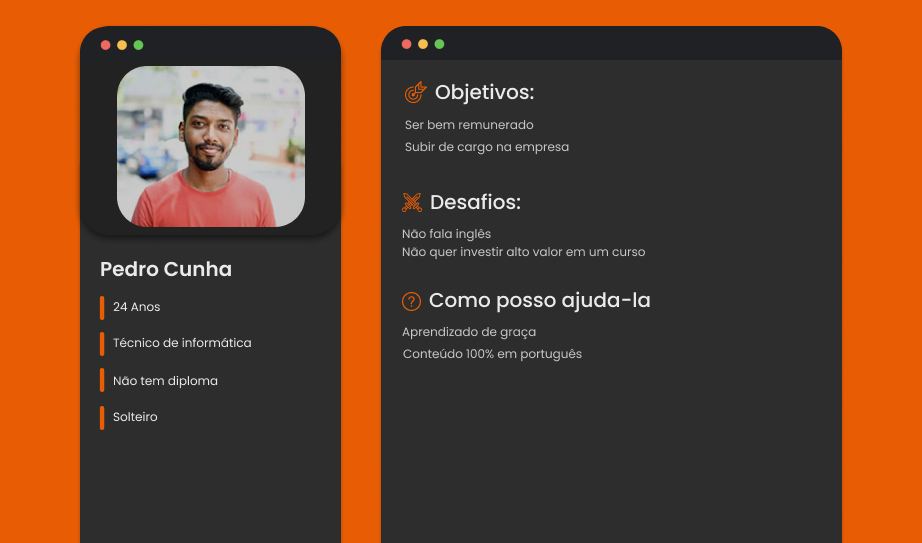 Pedro Cunha
24 Anos
Técnico de informática
Não tem diploma
Solteiro
Objetivos:
Ser bem remunerado
Subir de cargo na empresa
Desafios:
Não fala inglês
Não quer investir alto valor em um curso
Como posso ajuda-la
Aprendizado de graça
Conteúdo 100% em português